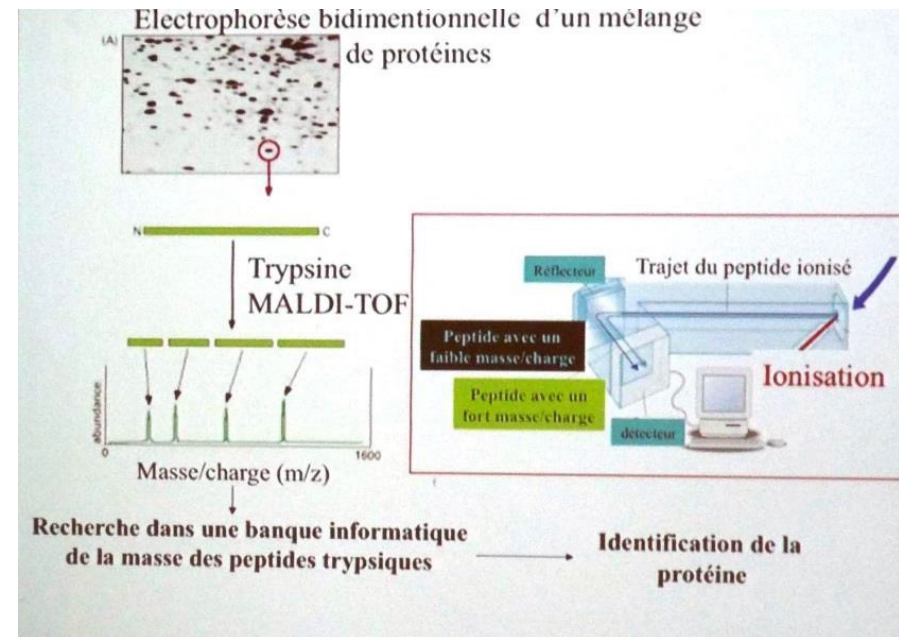 Electrophorèse bidimentionnelle d'un mélange
de protéines
(A)
N
C
Trypsine
MALDI-TOF
abundance
0
1600
Masse/charge (m/z)
Réflecteur
Trajet du peptide ionisé
Peptide avec un
faible masse/charge
Peptide avec un
fort masse/charge
Ionisation
détecteur
Recherche dans une banque informatique
de la masse des peptides trypsiques
Identification de la
protéine